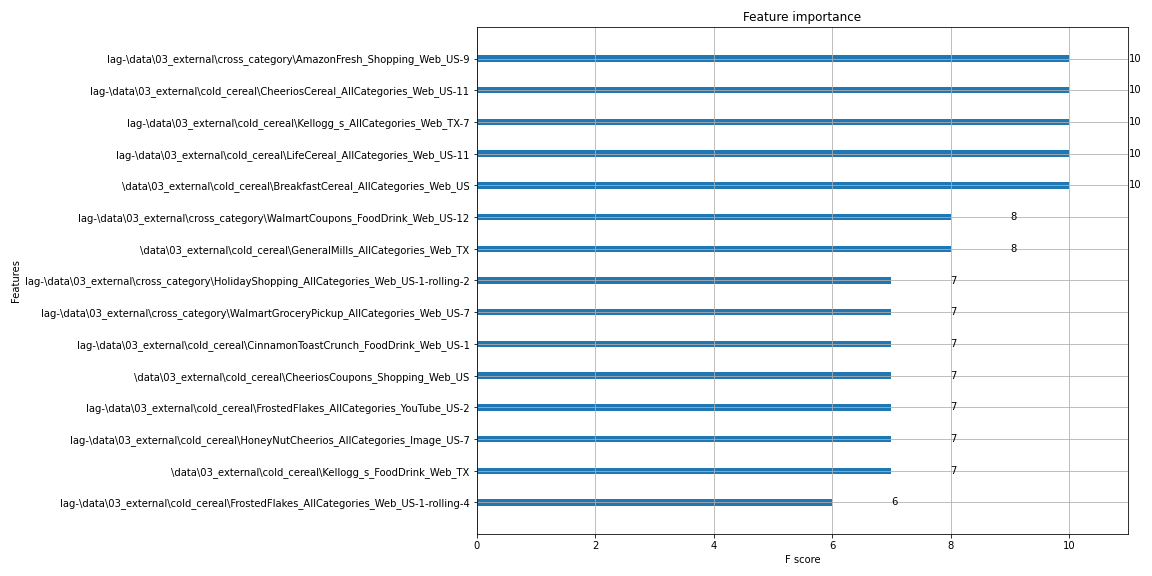 Feature importance
lag-\data\03_external\cross_category\AmazonFresh_Shopping_Web_US-9 10
lag-\data\03_external\cold_cereal\CheeriosCereal_AllCategories_Web_US-11 10
lag-\data\03_external\cold_cereal\Kellogg_s_AllCategories_Web_TX-7 10
lag-\data\03_external\cold_cereal\LifeCereal_AllCategories_Web_US-11 10
\data\03_external\cold_cereal\BreakfastCereal_AllCategories_Web_US 10
lag-\data\03_external\cross_category\WalmartCoupons_FoodDrink_Web_US-12 8
\data\03_external\cold_cereal\GeneralMills_AllCategories_Web_TX 8
lag-\data\03_external\cross_category\HolidayShopping_AllCategories_Web_US-1-rolling-2 7
lag-\data\03_external\cross_category\WalmartGroceryPickup_AllCategories_Web_US-7 7
lag-\data\03_external\cold_cereal\CinnamonToastCrunch_FoodDrink_Web_US-1 7
\data\03_external\cold_cereal\CheeriosCoupons_Shopping_Web_US 7
lag-\data\03_external\cold_cereal\FrostedFlakes_AllCategories_YouTube_US-2 7
lag-\data\03_external\cold_cereal\HoneyNutCheerios_AllCategories_Image_US-7 7
\data\03_external\cold_cereal\Kellogg_s_FoodDrink_Web_TX 7
lag-\data\03_external\cold_cereal\FrostedFlakes_AllCategories_Web_US-1-rolling-4 6
Features
0 2 4 6 8 10
F score